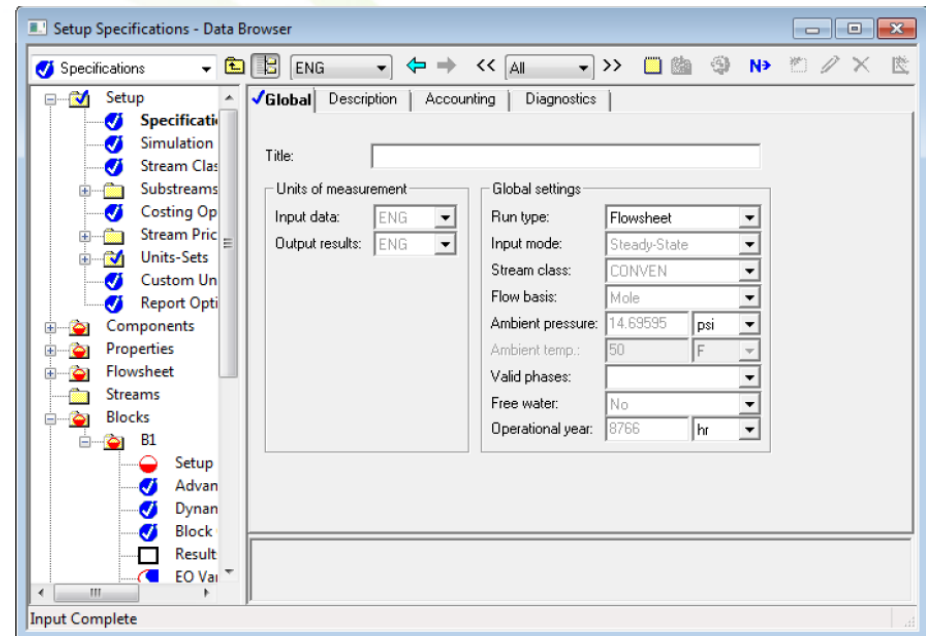 Setup Specifications - Data Browser
Specifications ENG << All >> N>
Global Description Accounting Diagnostics
Setup
Specificati
Simulation
Stream Clas
Substreams
Costing Op
Stream Pric
Units-Sets
Custom Un
Report Opti
Components
Properties
Flowsheet
Streams
Blocks
B1
Setup
Advan
Dynan
Block
Result
EO Var
Title:
Units of measurement
Input data: ENG
Output results: ENG
Global settings
Run type: Flowsheet
Input mode: Steady-State
Stream class: CONVEN
Flow basis: Mole
Ambient pressure: 14.69595 psi
Ambient temp.: 50 F
Valid phases:
Free water: No
Operational year: 8766 hr
Input Complete